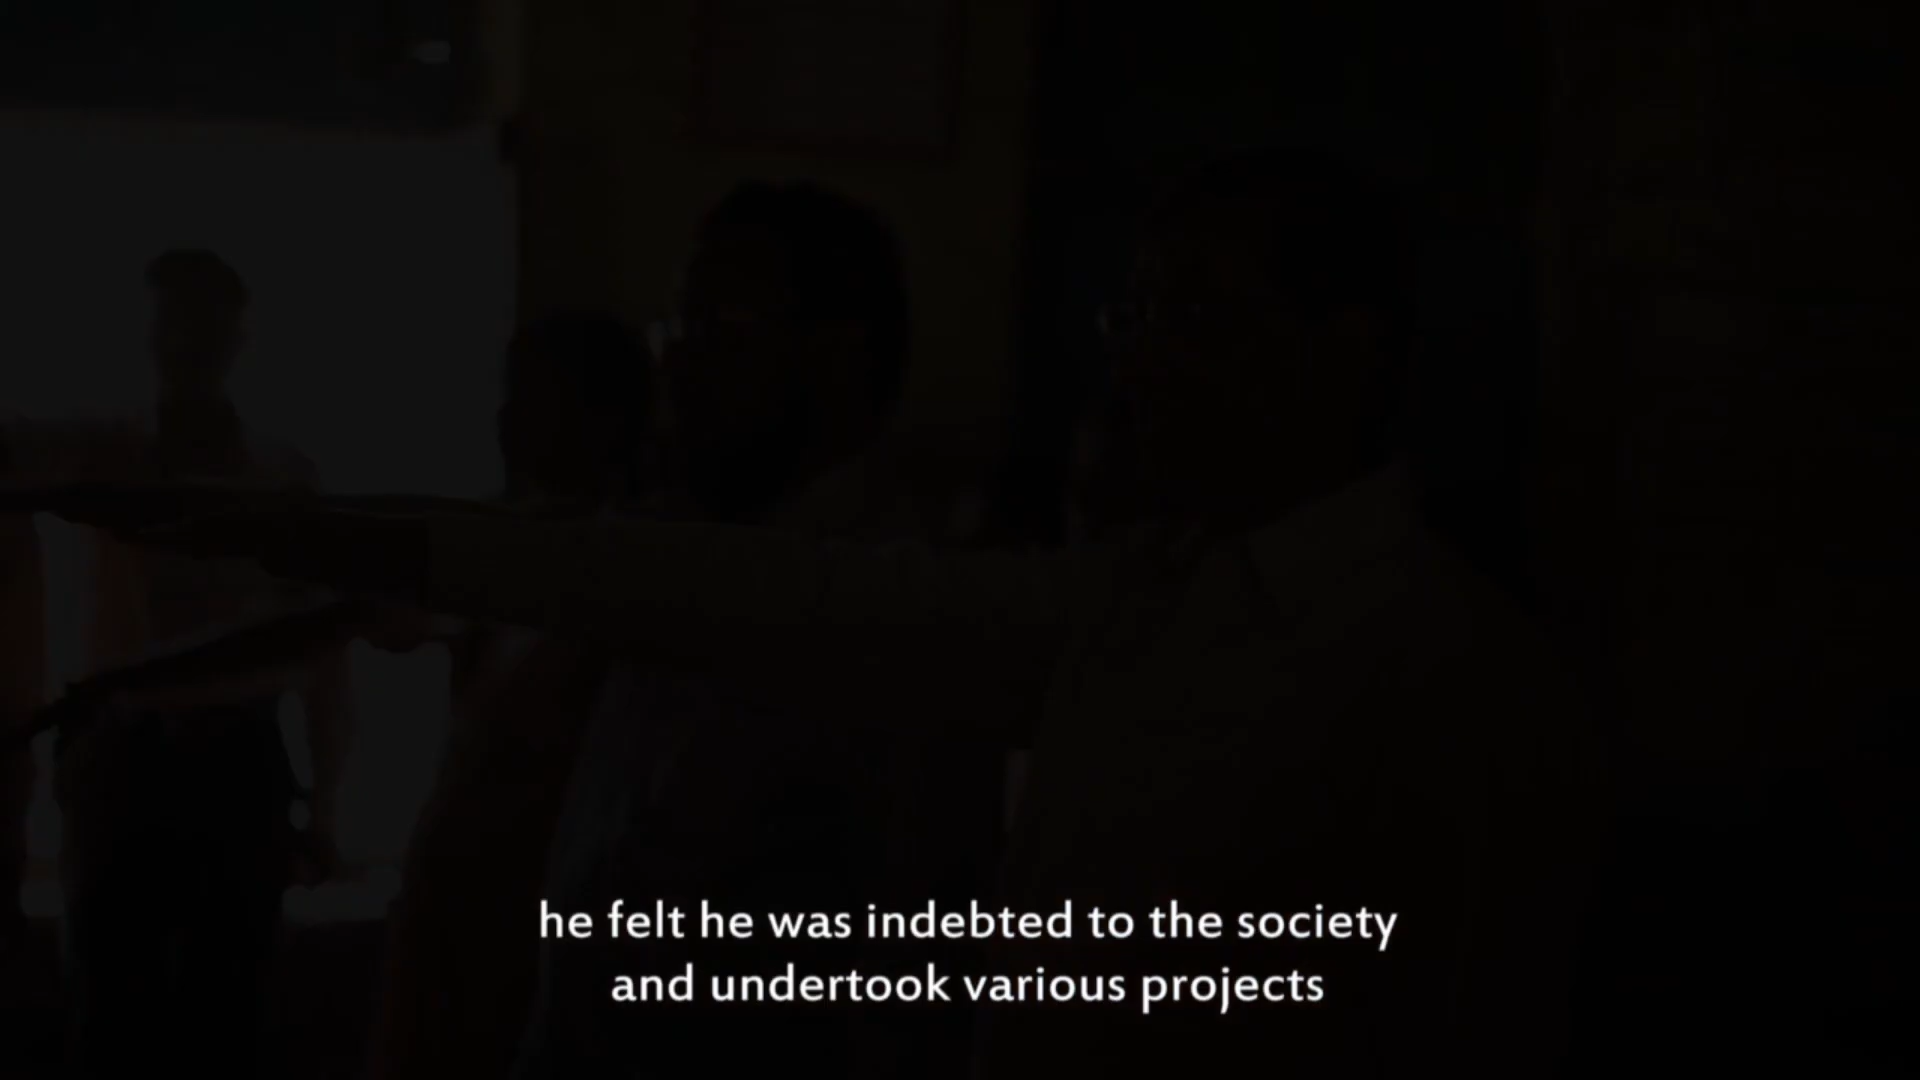 he felt he was indebted to the society
and undertook various projects